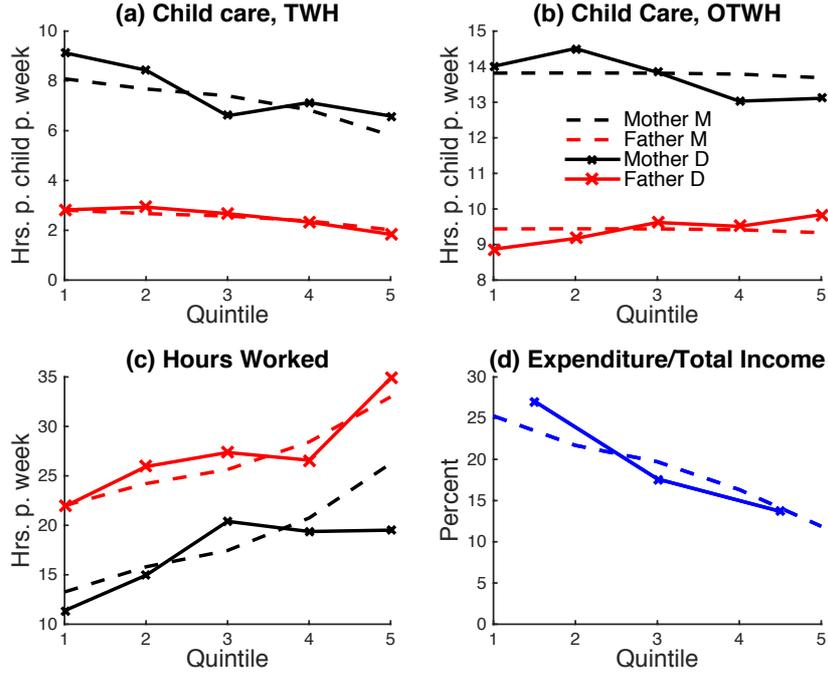 (a) Child care, TWH
Hrs. p. child p. week
10
8
6
4
2
0
1 2 3 4 5
Quintile
(b) Child Care, OTWH
Hrs. p. child p. week
15
14
13
12
11
10
9
8
Mother M
Father M
Mother D
Father D
1 2 3 4 5
Quintile
(c) Hours Worked
Hrs. p. week
35
30
25
20
15
10
1 2 3 4 5
Quintile
(d) Expenditure/Total Income
Percent
30
25
20
15
10
5
0
1 2 3 4 5
Quintile